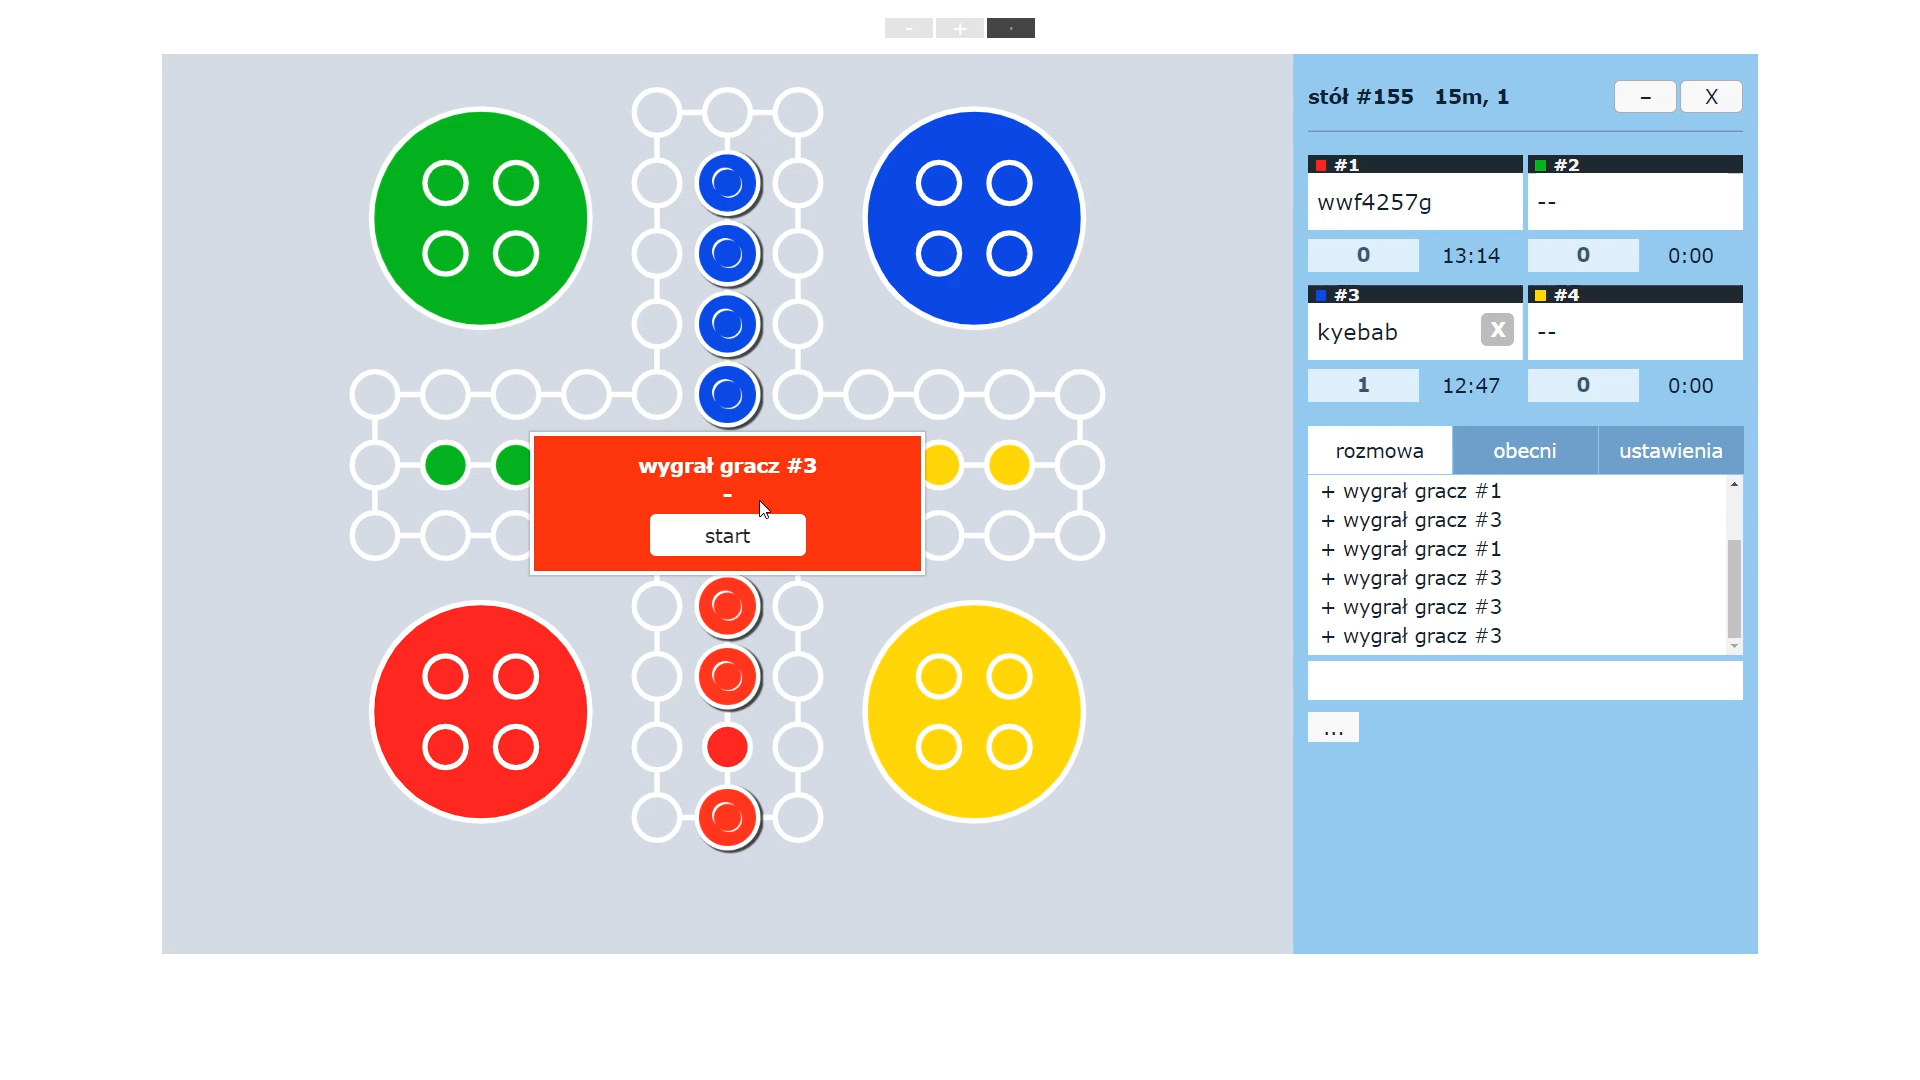 - + ·
stół #155 15m, 1
– X
#1 #2
wwf4257g --
0 13:14 0 0:00
#3 #4
kyebab X --
1 12:47 0 0:00
rozmowa obecni ustawienia
+ wygrał gracz #1
+ wygrał gracz #3
+ wygrał gracz #1
+ wygrał gracz #3
+ wygrał gracz #3
+ wygrał gracz #3
...
wygrał gracz #3
–
start